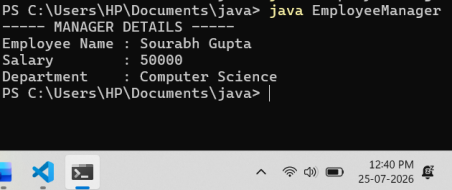 PS C:\Users\HP\Documents\java> java EmployeeManager
----- MANAGER DETAILS -----
Employee Name : Sourabh Gupta
Salary        : 50000
Department    : Computer Science
PS C:\Users\HP\Documents\java>
12:40 PM
25-07-2026